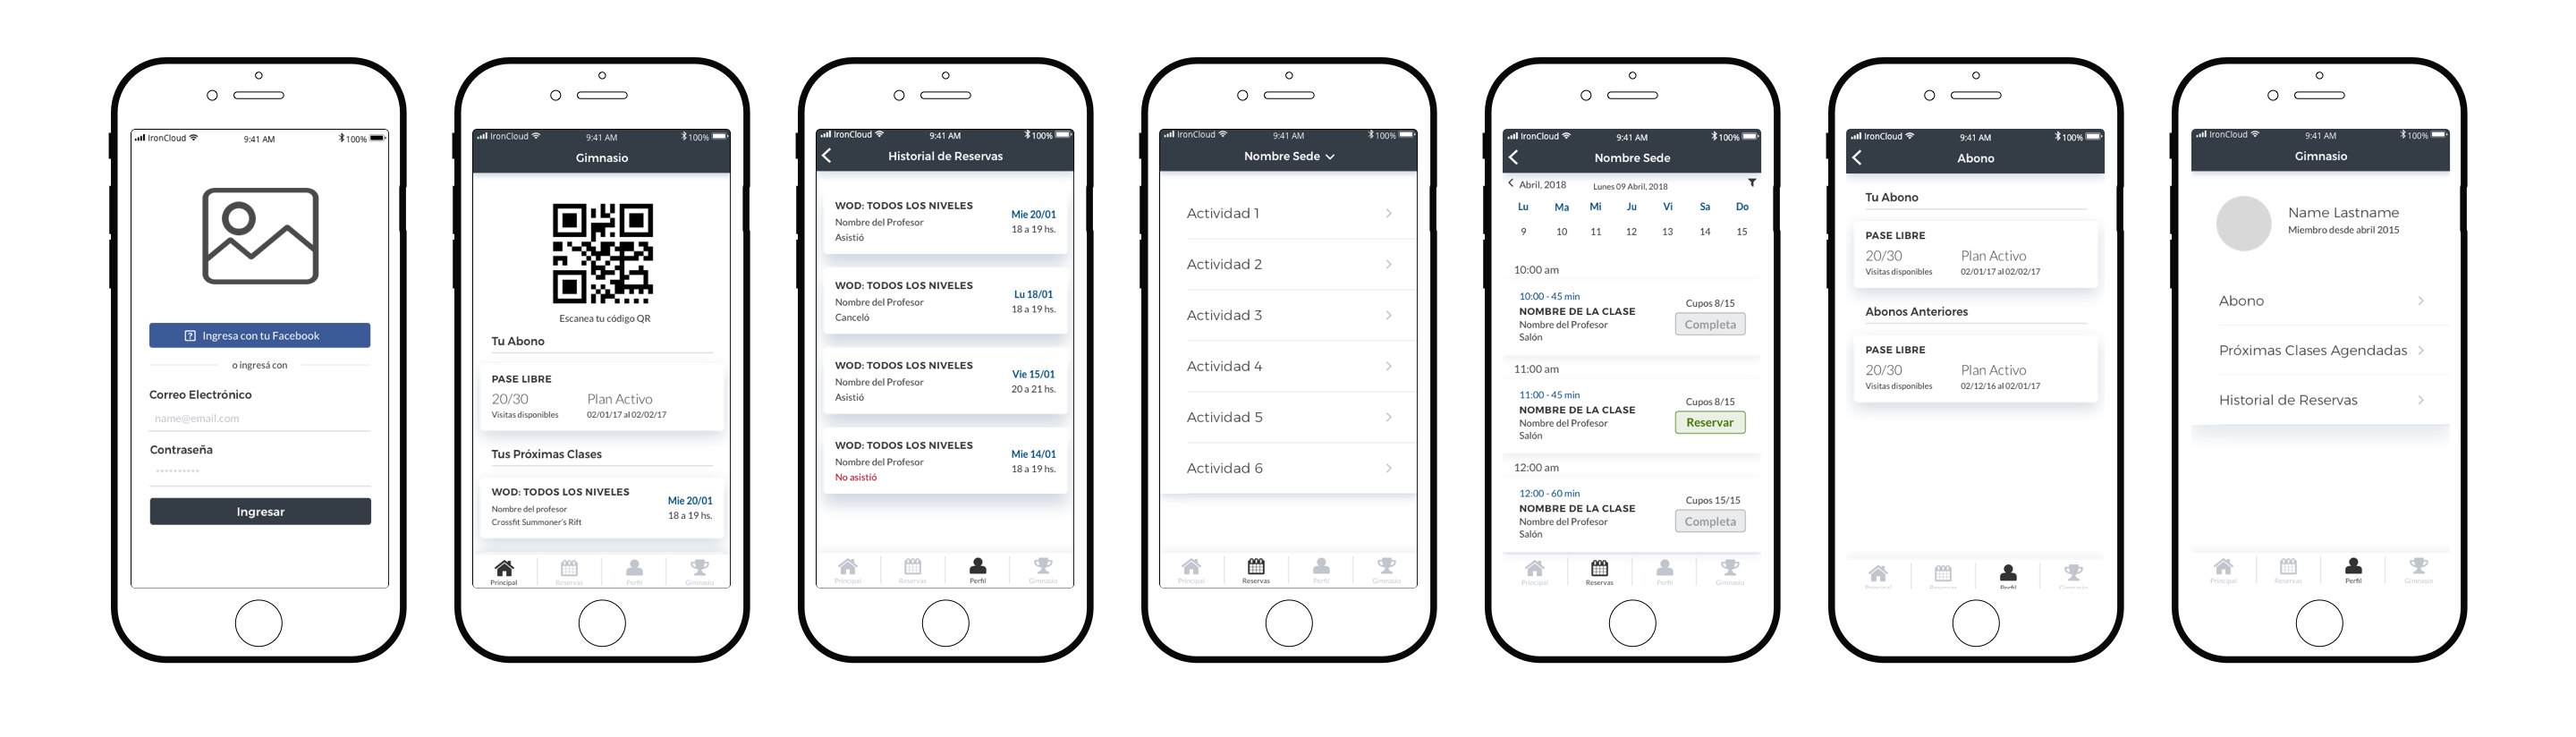 IronCloud 9:41 AM 100%
Ingresa con tu Facebook
o ingresá con
Correo Electrónico
name@email.com
Contraseña
**********
Ingresar
IronCloud 9:41 AM 100%
Gimnasio
Escanea tu código QR
Tu Abono
PASE LIBRE
20/30 Plan Activo
Visitas disponibles 02/01/17 al 02/02/17
Tus Próximas Clases
WOD: TODOS LOS NIVELES
Mie 20/01
Nombre del profesor
18 a 19 hs.
Crossfit Summoner's Rift
Principal Reservas Perfil Gimnasio
IronCloud 9:41 AM 100%
Historial de Reservas
WOD: TODOS LOS NIVELES
Mie 20/01
Nombre del Profesor
18 a 19 hs.
Asistió
WOD: TODOS LOS NIVELES
Lu 18/01
Nombre del Profesor
18 a 19 hs.
Canceló
WOD: TODOS LOS NIVELES
Vie 15/01
Nombre del Profesor
20 a 21 hs.
Asistió
WOD: TODOS LOS NIVELES
Mie 14/01
Nombre del Profesor
18 a 19 hs.
No asistió
Principal Reservas Perfil Gimnasio
IronCloud 9:41 AM 100%
Nombre Sede
Actividad 1
Actividad 2
Actividad 3
Actividad 4
Actividad 5
Actividad 6
Principal Reservas Perfil Gimnasio
IronCloud 9:41 AM 100%
Nombre Sede
Abril, 2018 Lunes 09 Abril, 2018
Lu Ma Mi Ju Vi Sa Do
9 10 11 12 13 14 15
10:00 am
10:00 - 45 min
Cupos 8/15
NOMBRE DE LA CLASE
Nombre del Profesor
Completa
Salón
11:00 am
11:00 - 45 min
Cupos 8/15
NOMBRE DE LA CLASE
Nombre del Profesor
Reservar
Salón
12:00 am
12:00 - 60 min
Cupos 15/15
NOMBRE DE LA CLASE
Nombre del Profesor
Completa
Salón
Principal Reservas Perfil Gimnasio
IronCloud 9:41 AM 100%
Abono
Tu Abono
PASE LIBRE
20/30 Plan Activo
Visitas disponibles 02/01/17 al 02/02/17
Abonos Anteriores
PASE LIBRE
20/30 Plan Activo
Visitas disponibles 02/12/16 al 02/01/17
Principal Reservas Perfil Gimnasio
IronCloud 9:41 AM 100%
Gimnasio
Name Lastname
Miembro desde abril 2015
Abono
Próximas Clases Agendadas
Historial de Reservas
Principal Reservas Perfil Gimnasio